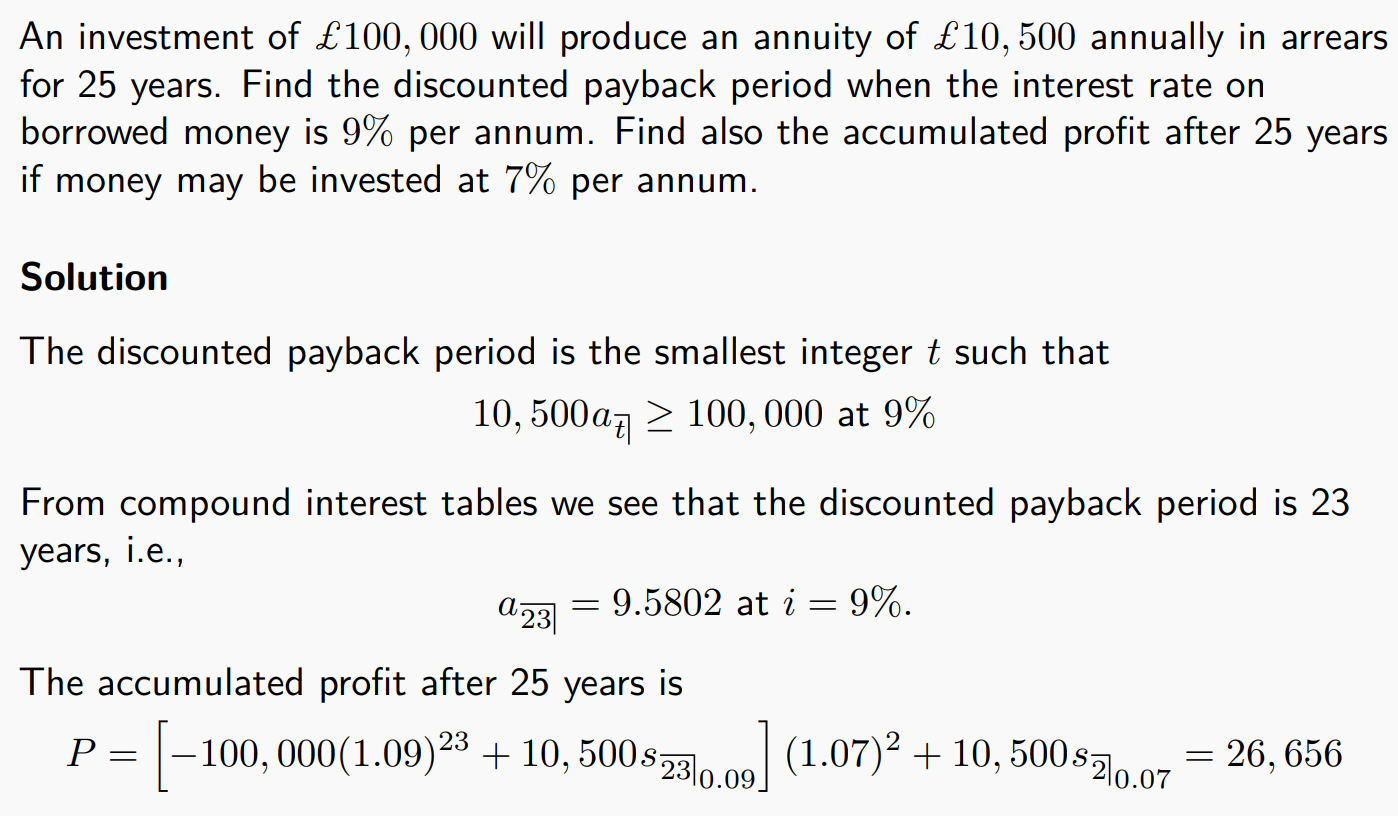 An investment of £100,000 will produce an annuity of £10,500 annually in arrears
for 25 years. Find the discounted payback period when the interest rate on
borrowed money is 9% per annum. Find also the accumulated profit after 25 years
if money may be invested at 7% per annum.
Solution
The discounted payback period is the smallest integer t such that
$10,500a_{\overline{t}|} \geq 100,000$ at 9%
From compound interest tables we see that the discounted payback period is 23
years, i.e.,
$a_{\overline{23}|} = 9.5802$ at $i = 9\%$.
The accumulated profit after 25 years is
$P = \left[-100,000(1.09)^{23} + 10,500s_{\overline{23}|0.09}\right](1.07)^2 + 10,500s_{\overline{2}|0.07} = 26,656$